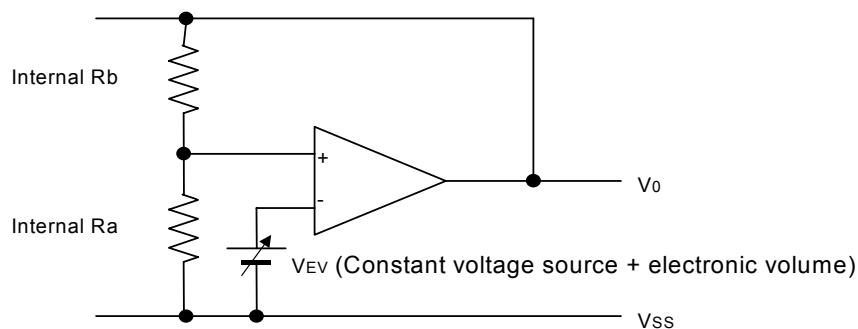 Internal Rb
+
V0
-
Internal Ra
VEV (Constant voltage source + electronic volume)
VSS